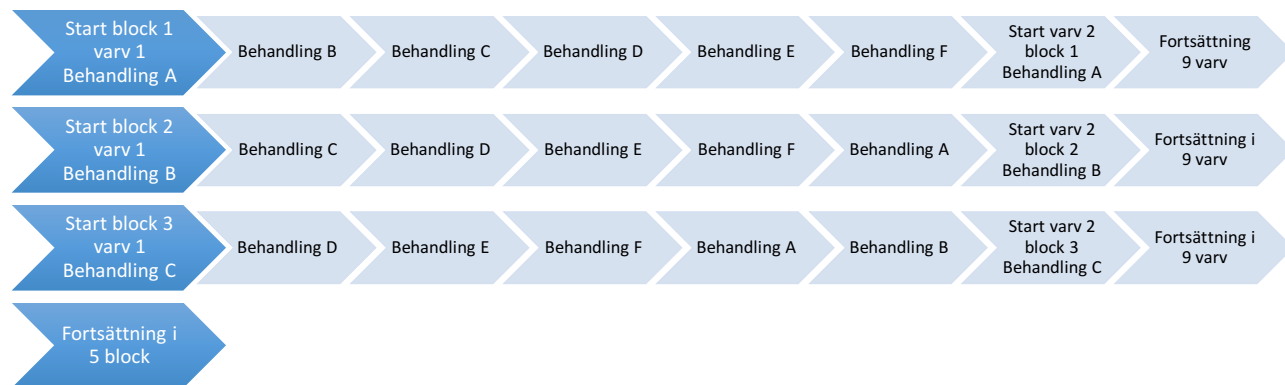 Start block 1
varv 1
Behandling A
Behandling B
Behandling C
Behandling D
Behandling E
Behandling F
Start varv 2
block 1
Behandling A
Fortsättning
9 varv
Start block 2
varv 1
Behandling B
Behandling C
Behandling D
Behandling E
Behandling F
Behandling A
Start varv 2
block 2
Behandling B
Fortsättning i
9 varv
Start block 3
varv 1
Behandling C
Behandling D
Behandling E
Behandling F
Behandling A
Behandling B
Start varv 2
block 3
Behandling C
Fortsättning i
9 varv
Fortsättning i
5 block